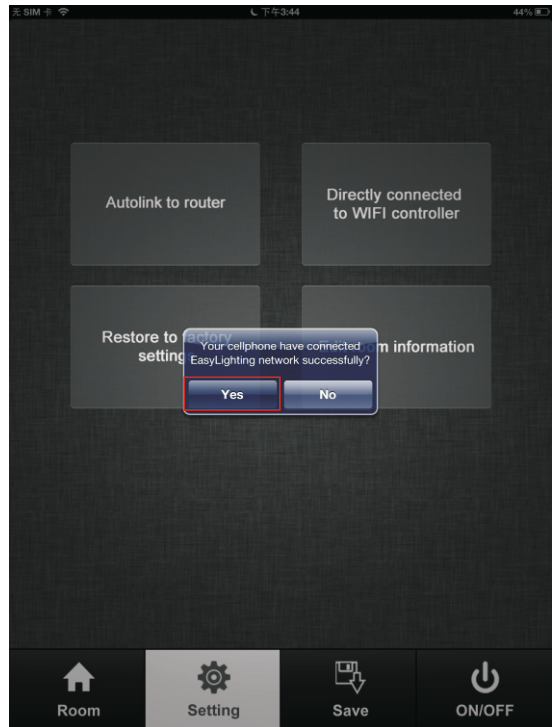 无 SIM 卡 下午3:44 44%
Autolink to router
Directly connected
to WIFI controller
Restore to factory
setting
m information
Your cellphone have connected
EasyLighting network successfully?
Yes No
Room Setting Save ON/OFF